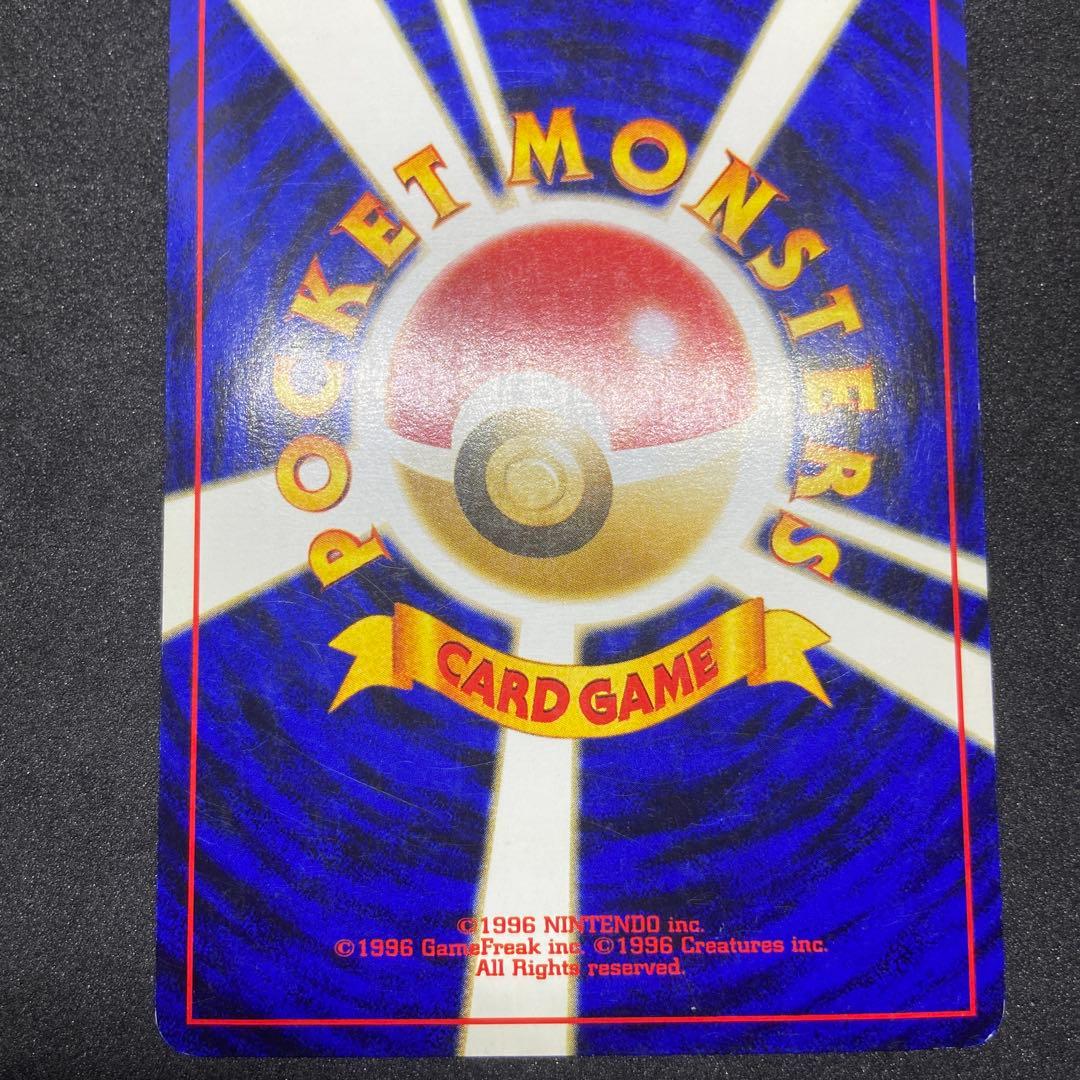 POCKET MONSTERS
CARD GAME
©1996 NINTENDO inc.
©1996 GameFreak inc. ©1996 Creatures inc.
All Rights reserved.